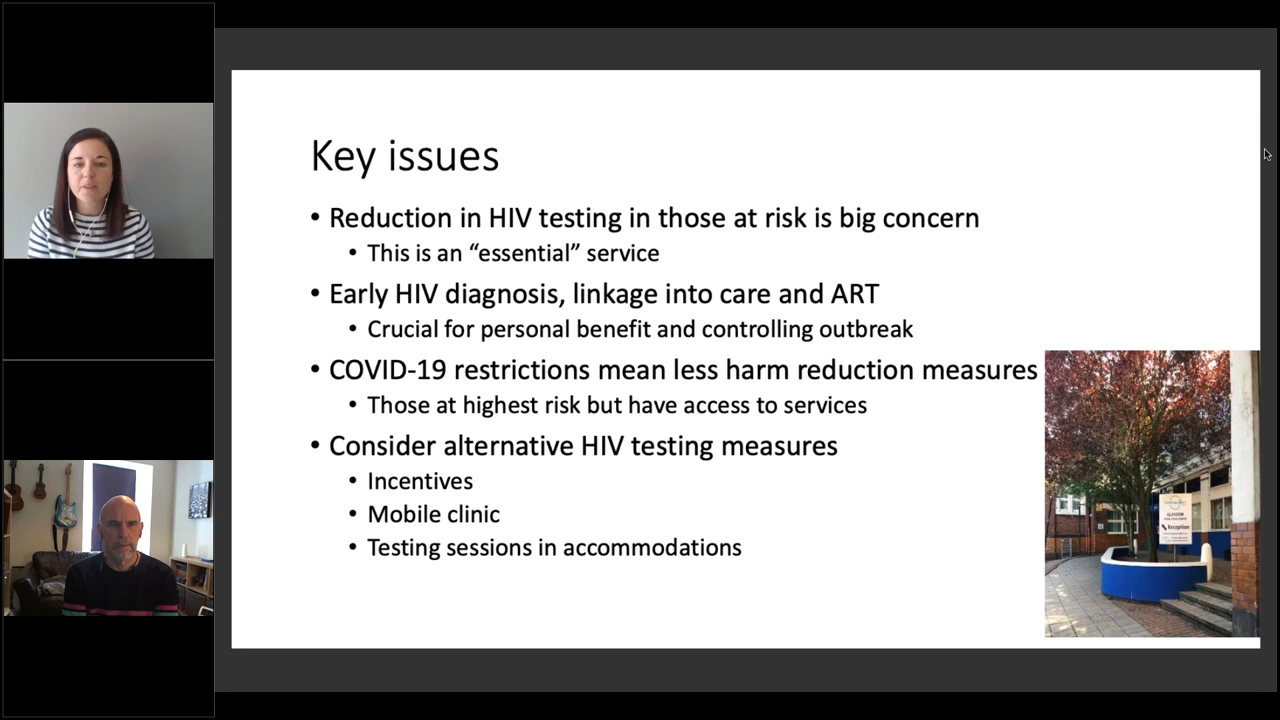 Key issues
• Reduction in HIV testing in those at risk is big concern
• This is an “essential” service
• Early HIV diagnosis, linkage into care and ART
• Crucial for personal benefit and controlling outbreak
• COVID-19 restrictions mean less harm reduction measures
• Those at highest risk but have access to services
• Consider alternative HIV testing measures
• Incentives
• Mobile clinic
• Testing sessions in accommodations
GLASGOW
Reception